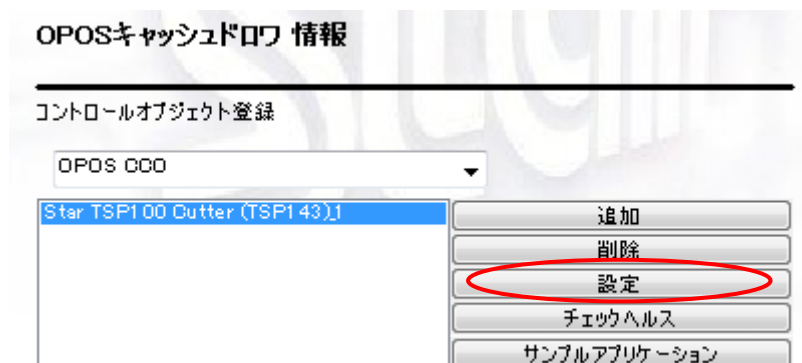 OPOSキャッシュドロワ 情報
コントロールオブジェクト登録
OPOS CCO
Star TSP100 Cutter (TSP143)_1
追加
削除
設定
チェックヘルス
サンプルアプリケーション